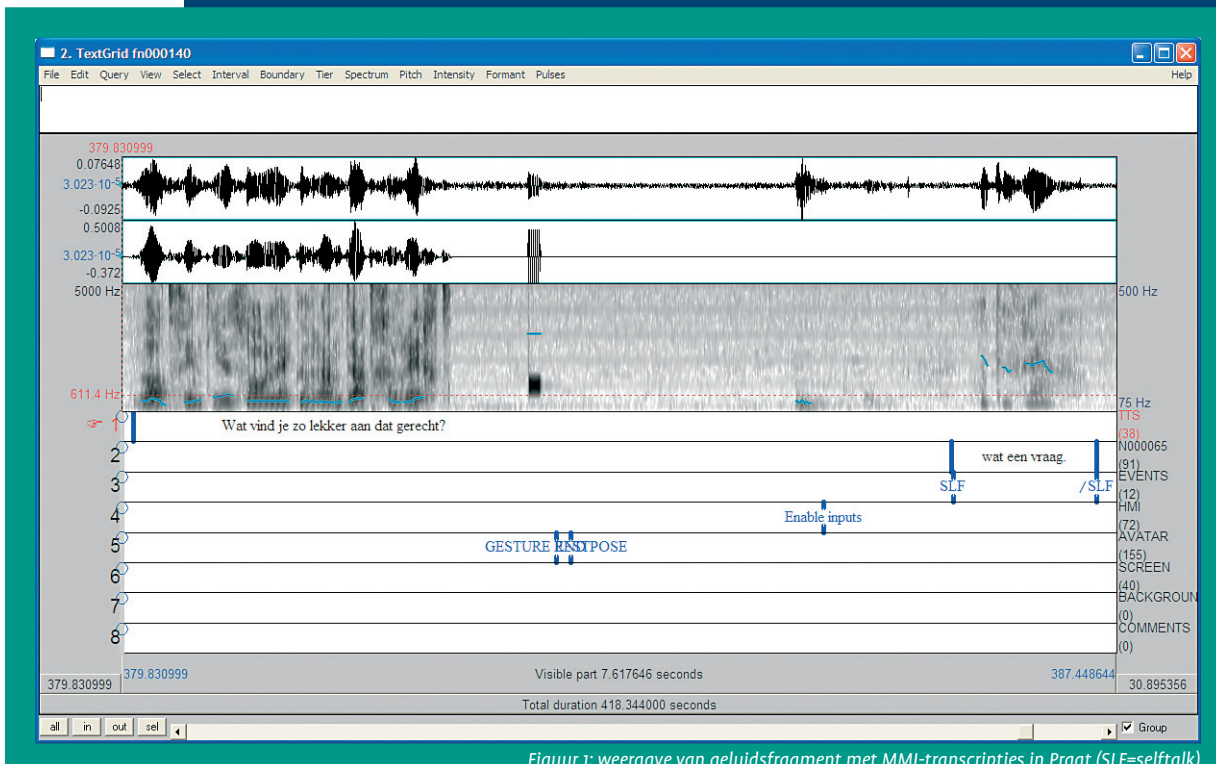 2. TextGrid fn000140
File Edit Query View Select Interval Boundary Tier Spectrum Pitch Intensity Formant Pulses Help
379.830999
0.07648
3.023·10-5
-0.0925
0.5008
3.023·10-5
-0.372
5000 Hz 500 Hz
611.4 Hz 75 Hz
1 Wat vind je zo lekker aan dat gerecht? TTS
(38)
2 wat een vraag. N000065
(91)
3 SLF /SLF EVENTS
(12)
4 Enable inputs HMI
(72)
5 GESTURE END RESTPOSE AVATAR
(155)
6 SCREEN
(40)
7 BACKGROUN
(0)
8 COMMENTS
(0)
379.830999 Visible part 7.617646 seconds 387.448644
379.830999 30.895356
Total duration 418.344000 seconds
all in out sel Group
Figuur 1: weergave van geluidsfragment met MMI-transcripties in Praat (SLF=selftalk)